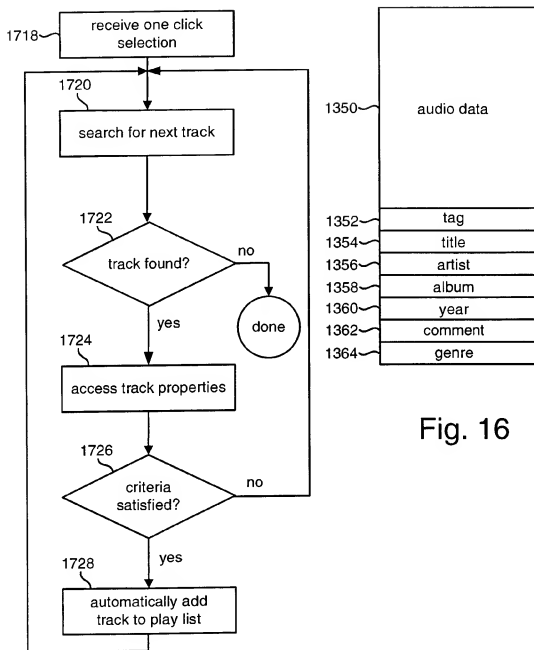 1718
receive one click
selection
1720
search for next track
1722
track found?
no
done
yes
1724
access track properties
1726
criteria
satisfied?
no
yes
1728
automatically add
track to play list
1350
audio data
1352
tag
1354
title
1356
artist
1358
album
1360
year
1362
comment
1364
genre
Fig. 16